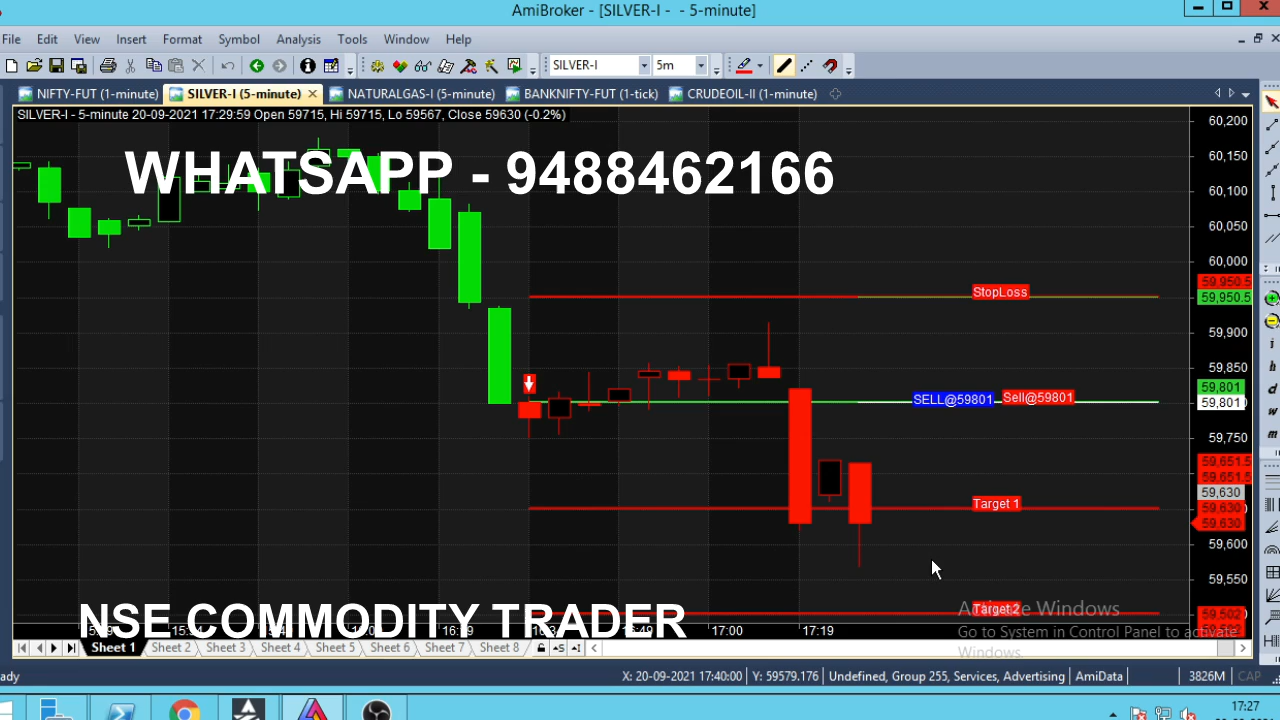 AmiBroker - [SILVER-I - - 5-minute]
File Edit View Insert Format Symbol Analysis Tools Window Help
SILVER-I 5m
NIFTY-FUT (1-minute) SILVER-I (5-minute) NATURALGAS-I (5-minute) BANKNIFTY-FUT (1-tick) CRUDEOIL-II (1-minute)
SILVER-I - 5-minute 20-09-2021 17:29:59 Open 59715, Hi 59715, Lo 59567, Close 59630 (-0.2%)
60,200
60,150
WHATSAPP - 9488462166
60,100
60,050
60,000
59,950.5
StopLoss
59,950.5
59,900
59,850
59,801
SELL@59801 Sell@59801 59,801
59,750
59,651.5
59,651.5
59,630
Target 1 59,630
59,630
59,600
59,550
Target2
59,502
Activate Windows
NSE COMMODITY TRADER
17:00 17:19
Go to System in Control Panel to activate
Windows.
Sheet 1 Sheet 2 Sheet 3 Sheet 4 Sheet 5 Sheet 6 Sheet 7 Sheet 8
ady X: 20-09-2021 17:40:00 Y: 59579.176 Undefined, Group 255, Services, Advertising AmiData 3826M CAP
17:27